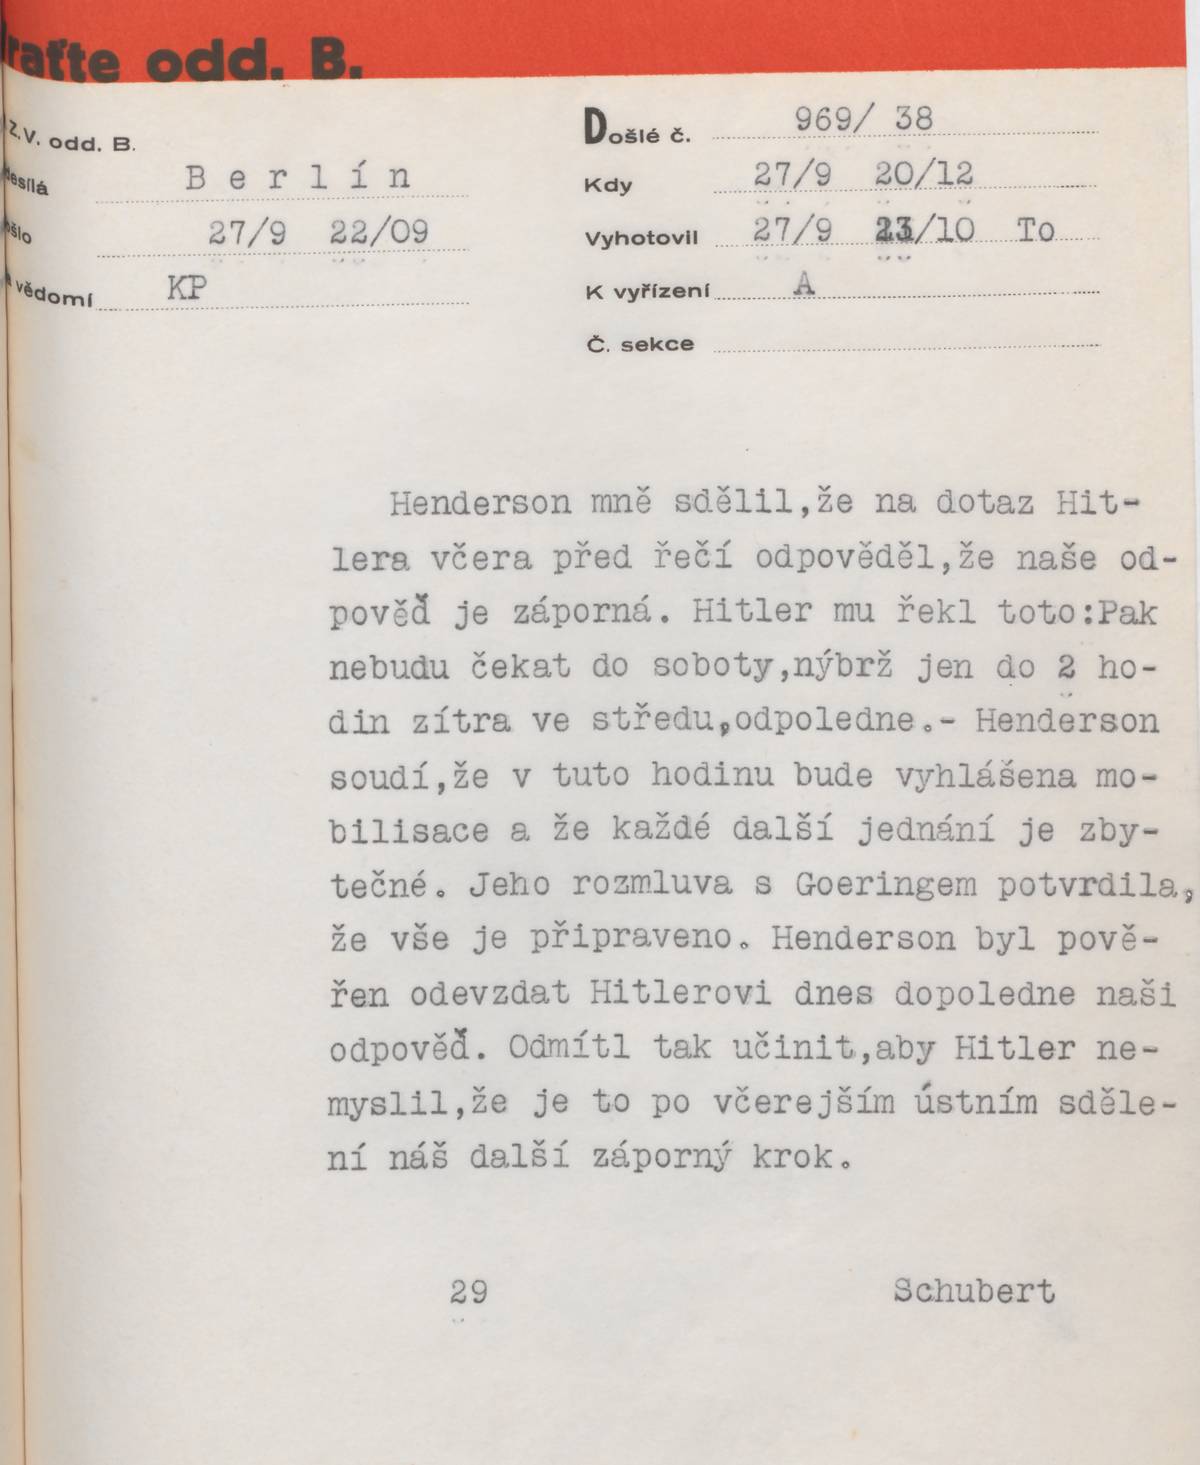 raťte odd. B.
Z.V. odd. B.
Došlé č. 969/ 38
desílá Berlín
Kdy 27/9 20/12
ošlo 27/9 22/09
Vyhotovil 27/9 23/10 To
vědomí KP
K vyřízení A
Č. sekce
Henderson mně sdělil,že na dotaz Hit-
lera včera před řečí odpověděl,že naše od-
pověď je záporná. Hitler mu řekl toto:Pak
nebudu čekat do soboty,nýbrž jen do 2 ho-
din zítra ve středu,odpoledne.- Henderson
soudí,že v tuto hodinu bude vyhlášena mo-
bilisace a že každé další jednání je zby-
tečné. Jeho rozmluva s Goeringem potvrdila,
že vše je připraveno. Henderson byl pově-
řen odevzdat Hitlerovi dnes dopoledne naši
odpověď. Odmítl tak učinit,aby Hitler ne-
myslil,že je to po včerejším ústním sděle-
ní náš další záporný krok.
29 Schubert